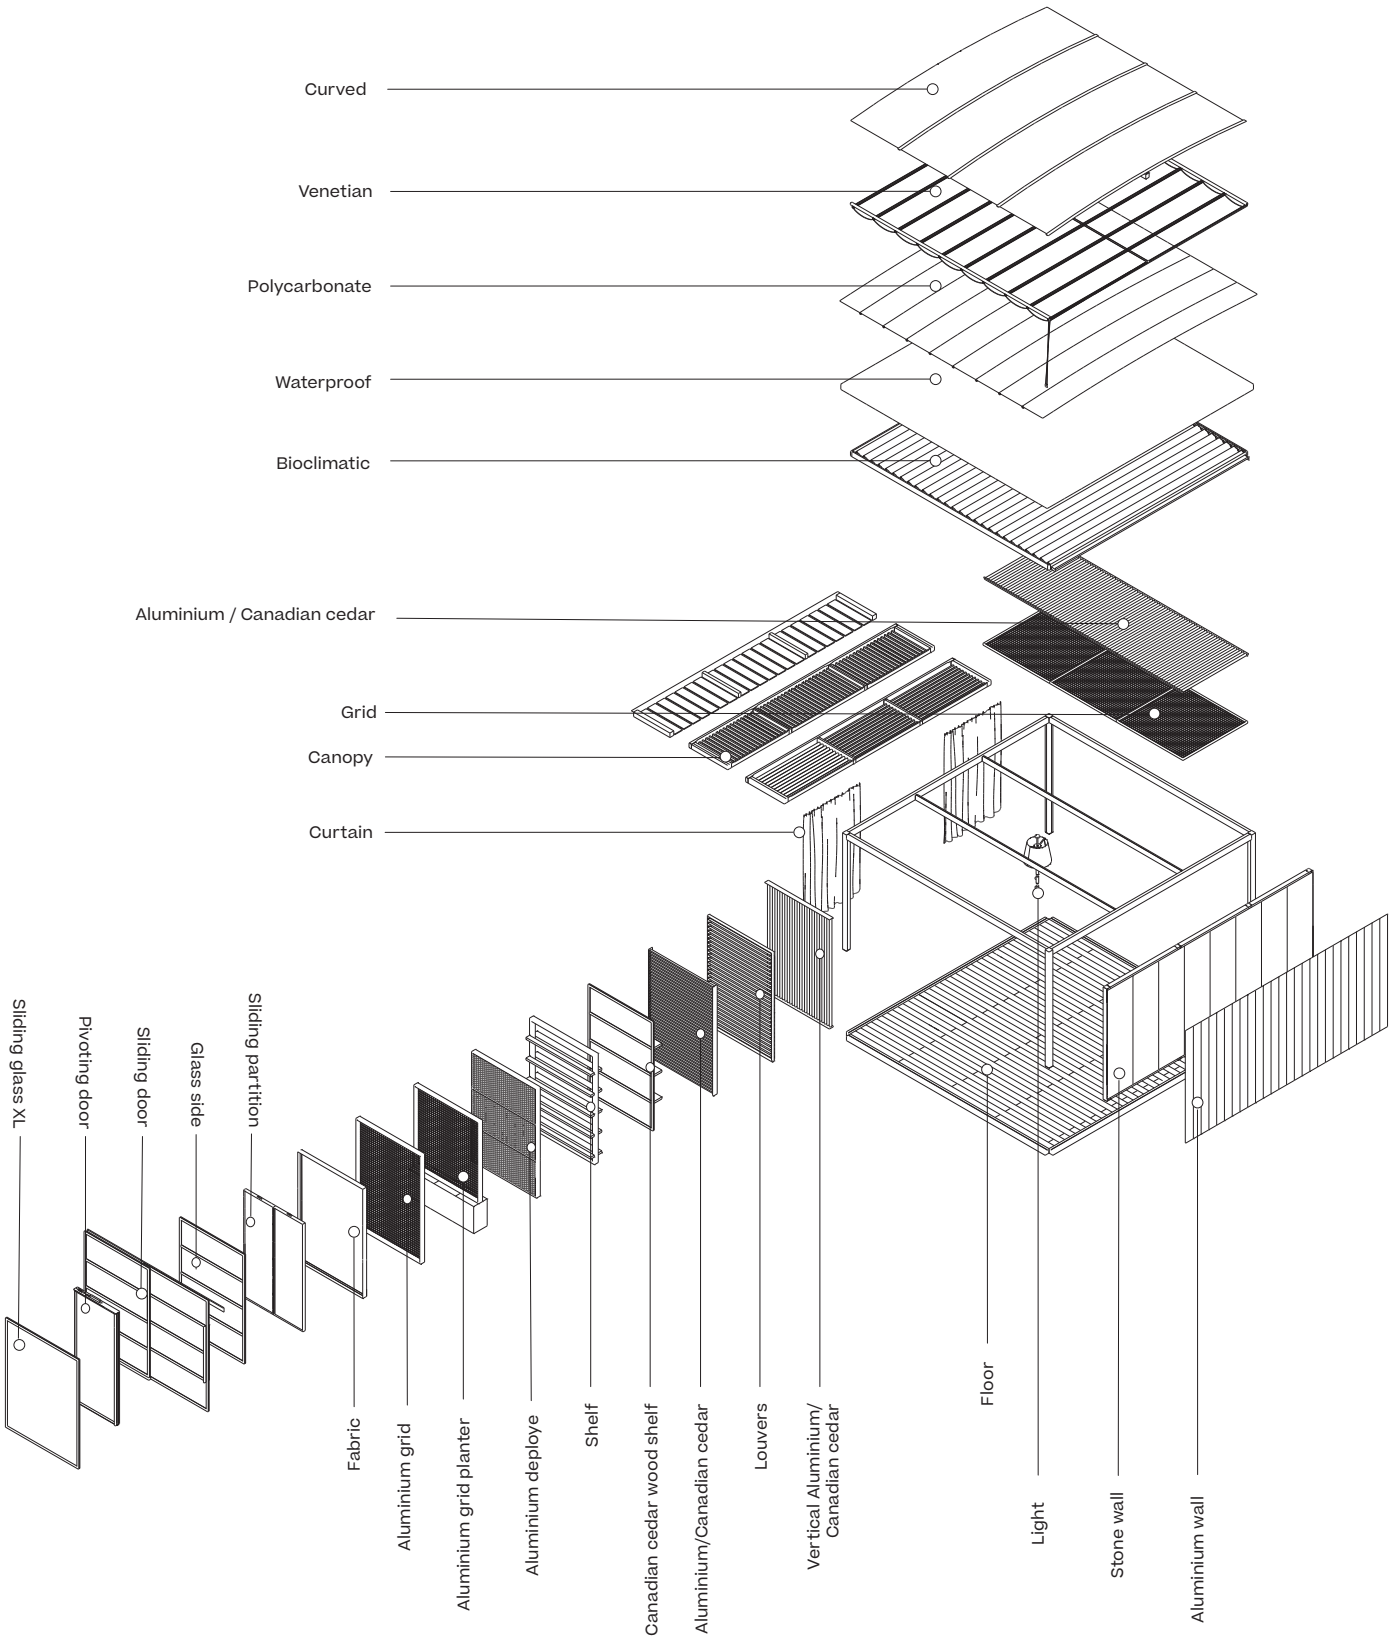 Curved
Venetian
Polycarbonate
Waterproof
Bioclimatic
Aluminium / Canadian cedar
Grid
Canopy
Curtain
Sliding glass XL
Pivoting door
Sliding door
Glass side
Sliding partition
Fabric
Aluminium grid
Aluminium grid planter
Aluminium deploye
Shelf
Canadian cedar wood shelf
Aluminium/Canadian cedar
Louvers
Vertical Aluminium/
Canadian cedar
Floor
Light
Stone wall
Aluminium wall